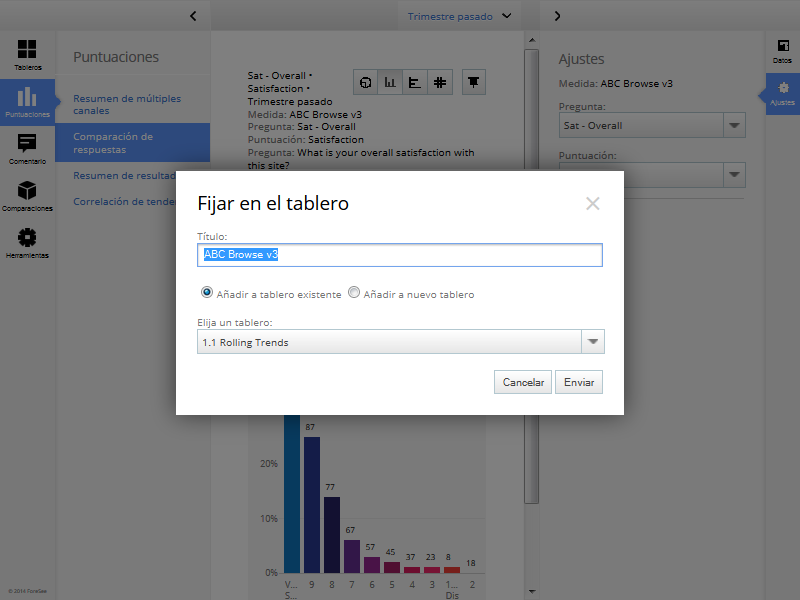 Trimestre pasado
Tableros
Puntuaciones
Comentario
Comparaciones
Herramientas
© 2014 ForeSee
Puntuaciones
Resumen de múltiples
canales
Comparación de
respuestas
Resumen de resultad
Correlación de tende
Sat - Overall •
Satisfaction •
Trimestre pasado
Medida: ABC Browse v3
Pregunta: Sat - Overall
Puntuación: Satisfaction
Pregunta: What is your overall satisfaction with
this site?
Ajustes
Medida: ABC Browse v3
Pregunta:
Sat - Overall
Puntuación:
Datos
Ajustes
Fijar en el tablero
Título:
ABC Browse v3
Añadir a tablero existente
Añadir a nuevo tablero
Elija un tablero:
1.1 Rolling Trends
Cancelar
Enviar
87
20%
77
10%
67
57
45
37
23
8
18
0%
V... 9 8 7 6 5 4 3 1... 2
S... Dis